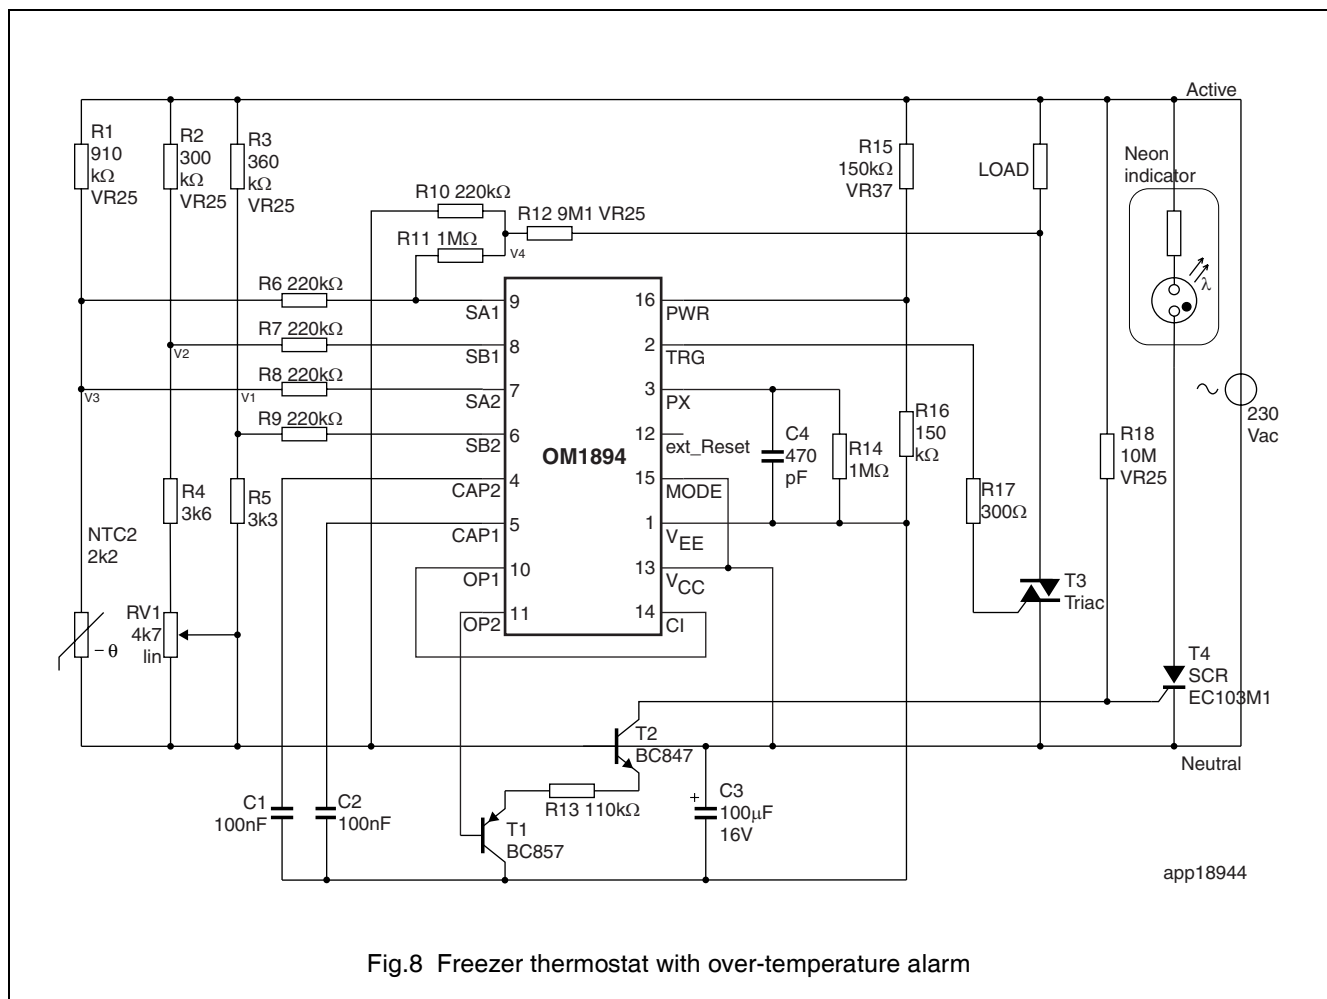 Active
R1
910
kΩ
VR25
R2
300
kΩ
VR25
R3
360
kΩ
VR25
R10 220kΩ
R12 9M1 VR25
R11 1MΩ
V4
R15
150kΩ
VR37
LOAD
Neon
indicator
λ
R6 220kΩ
R7 220kΩ
V2
R8 220kΩ
V3
V1
R9 220kΩ
9
SA1
8
SB1
7
SA2
6
SB2
4
CAP2
5
CAP1
10
OP1
11
OP2
OM1894
16
PWR
2
TRG
3
PX
12
ext_Reset
15
MODE
1
VEE
13
VCC
14
CI
C4
470
pF
R14
1MΩ
R16
150
kΩ
R17
300Ω
R18
10M
VR25
230
Vac
R4
3k6
R5
3k3
NTC2
2k2
−θ
RV1
4k7
lin
T3
Triac
T4
SCR
EC103M1
T2
BC847
Neutral
C1
100nF
C2
100nF
R13 110kΩ
T1
BC857
+
C3
100µF
16V
app18944
Fig.8 Freezer thermostat with over-temperature alarm